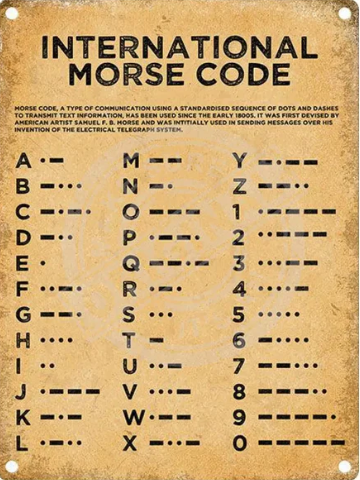 INTERNATIONAL
MORSE CODE
MORSE CODE, A TYPE OF COMMUNICATION USING A STANDARDISED SEQUENCE OF DOTS AND DASHES
TO TRANSMIT TEXT INFORMATION, HAS BEEN USED SINCE THE EARLY 1800S, IT WAS FIRST DEVISED BY
AMERICAN ARTIST SAMUEL F. B. MORSE AND WAS INTITIALLY USED IN SENDING MESSAGES OVER HIS
INVENTION OF THE ELECTRICAL TELEGRAPH SYSTEM.
A •– M –– Y –•––
B –••• N –• Z ––••
C –•–• O ––– 1 •––––
D –•• P •––• 2 ••–––
E • Q ––•– 3 •••––
F ••–• R •–• 4 ••••–
G ––• S ••• 5 •••••
H •••• T – 6 –••••
I •• U ••– 7 ––•••
J •––– V •••– 8 –––••
K –•– W •–– 9 ––––•
L •–•• X –••– 0 –––––